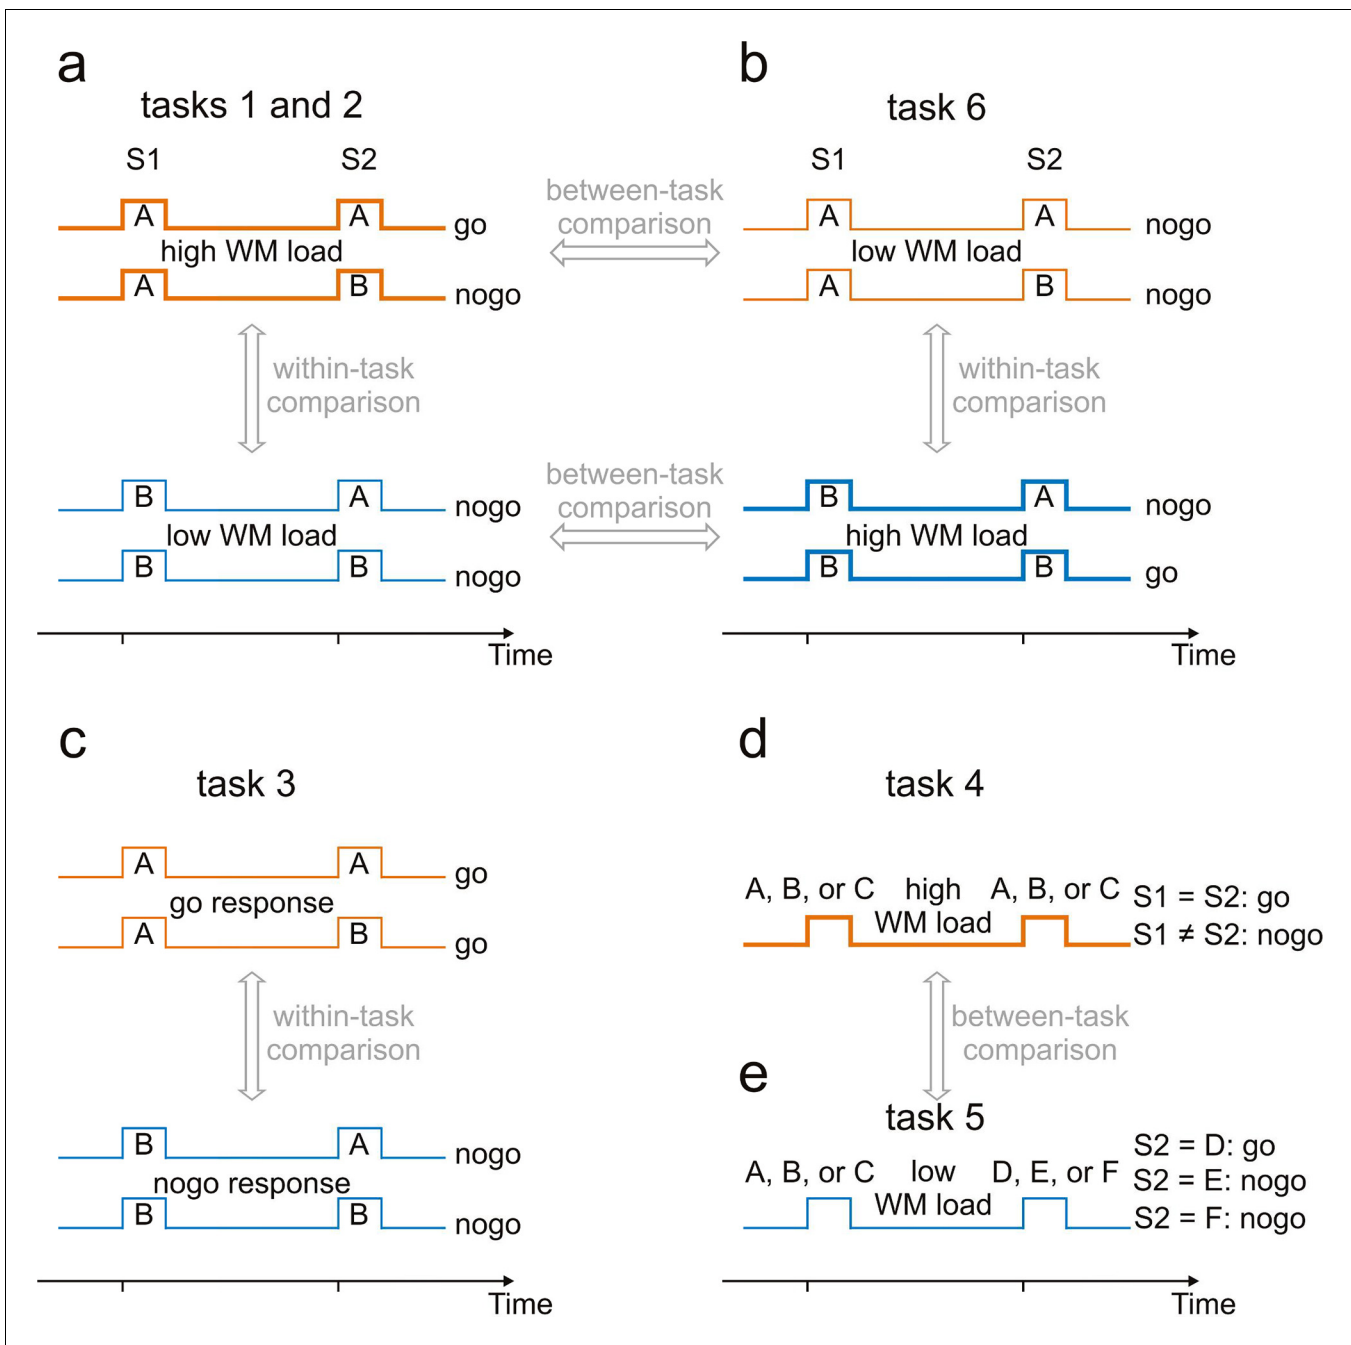 a
tasks 1 and 2
S1 S2
A A go
high WM load
A B nogo
within-task
comparison
B A nogo
low WM load
B B nogo
Time
between-task
comparison
between-task
comparison
b
task 6
S1 S2
A A nogo
low WM load
A B nogo
within-task
comparison
B A nogo
high WM load
B B go
Time
c
task 3
A A go
go response
A B go
within-task
comparison
B A nogo
nogo response
B B nogo
Time
d
task 4
A, B, or C high A, B, or C S1 = S2: go
WM load S1 ≠ S2: nogo
between-task
comparison
e
task 5
S2 = D: go
A, B, or C low D, E, or F S2 = E: nogo
WM load S2 = F: nogo
Time